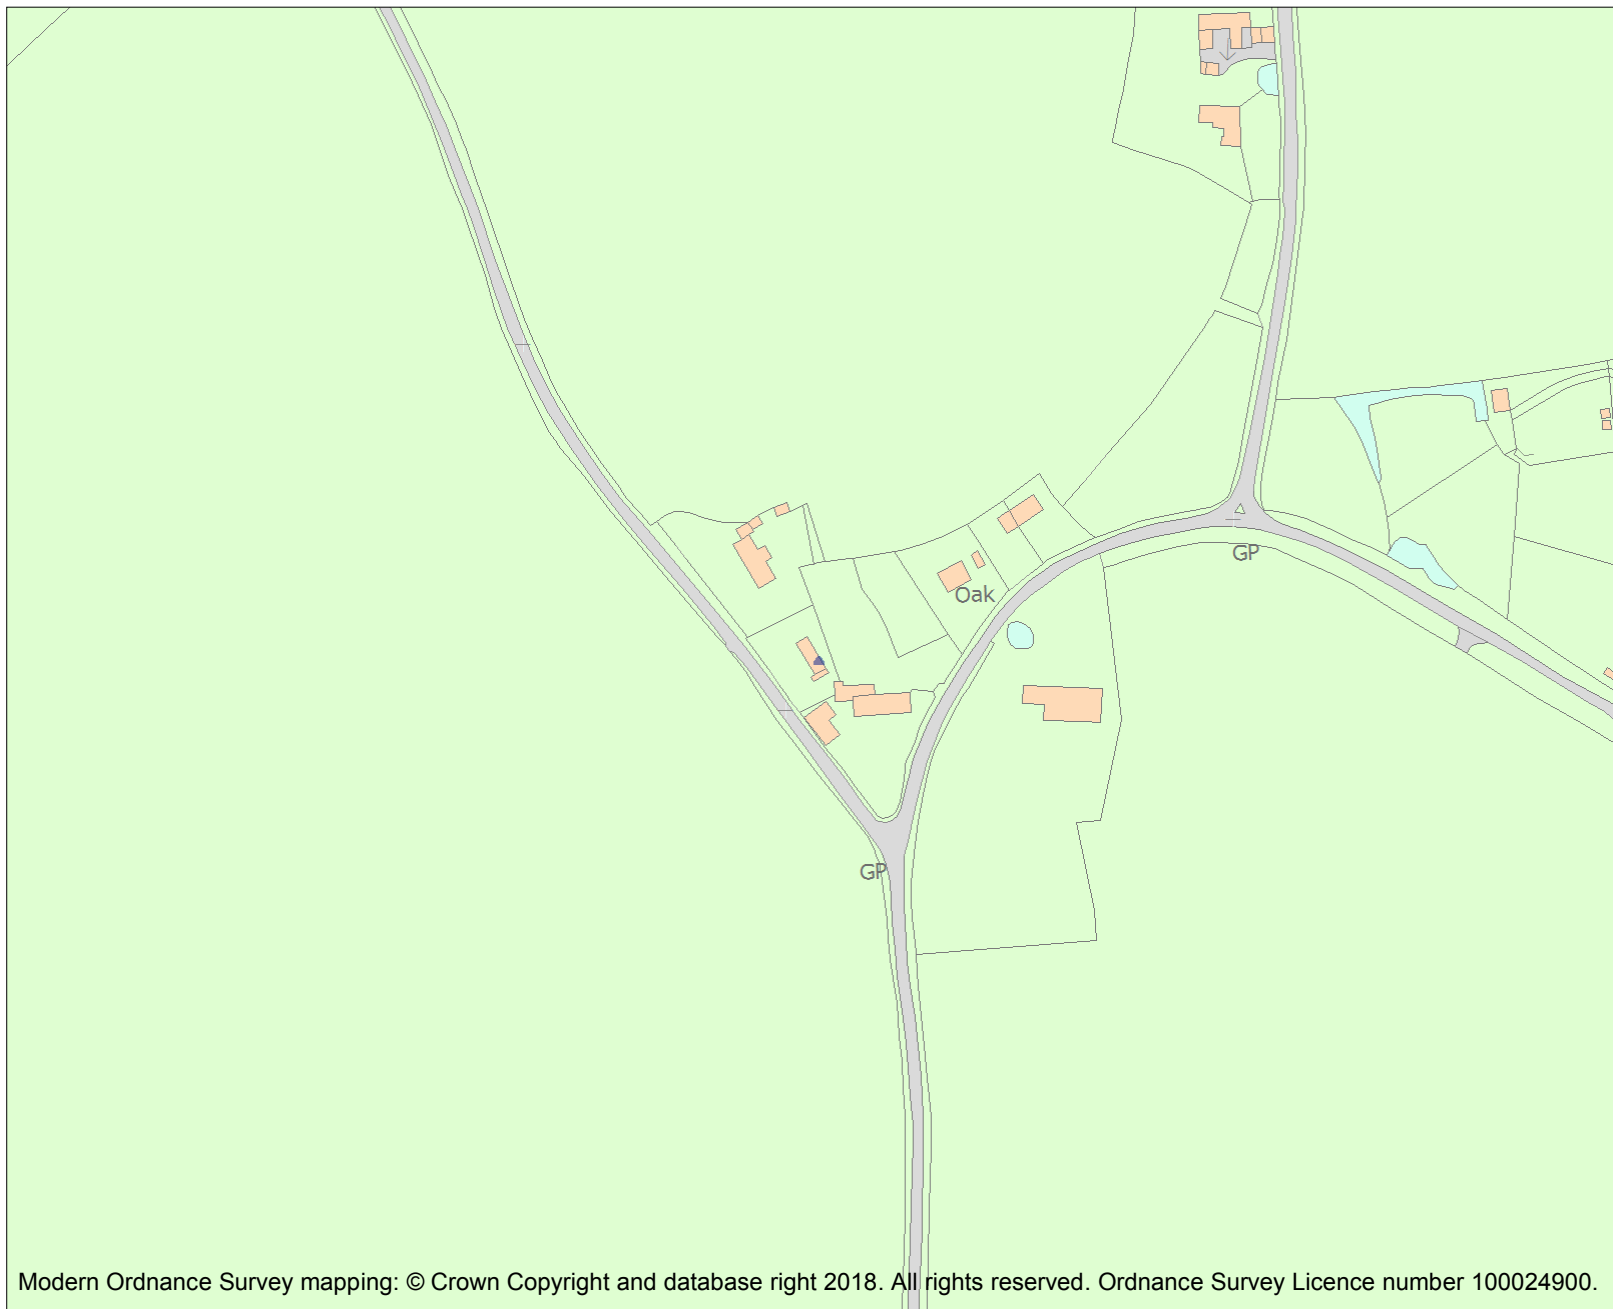 GP
Oak
GP
Modern Ordnance Survey mapping: © Crown Copyright and database right 2018. All rights reserved. Ordnance Survey Licence number 100024900.